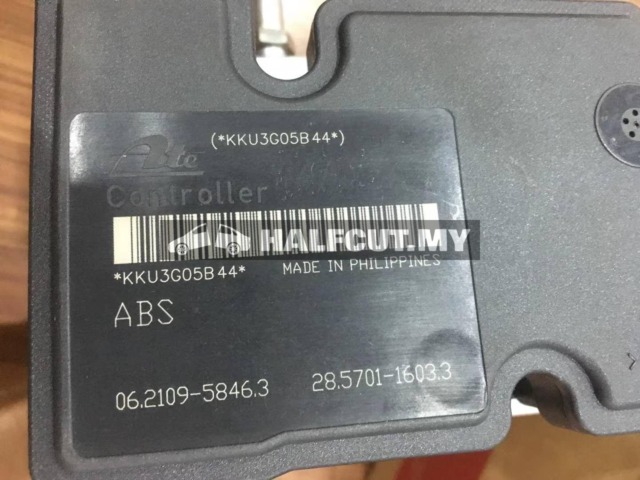 (*KKU3G05B44*)
Ate
Controller
HALFCUT.MY
*KKU3G05B44* MADE IN PHILIPPINES
ABS
06.2109-5846.3 28.5701-1603.3